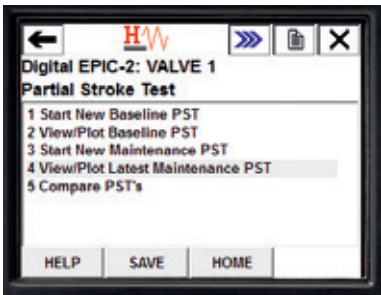 H
Digital EPIC-2: VALVE 1
Partial Stroke Test
1 Start New Baseline PST
2 View/Plot Baseline PST
3 Start New Maintenance PST
4 View/Plot Latest Maintenance PST
5 Compare PST's
HELP SAVE HOME